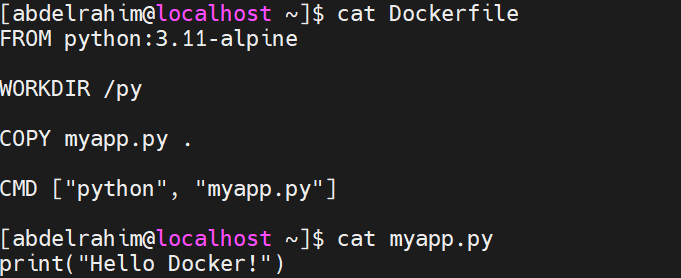 [abdelrahim@localhost ~]$ cat Dockerfile
FROM python:3.11-alpine
WORKDIR /py
COPY myapp.py .
CMD ["python", "myapp.py"]
[abdelrahim@localhost ~]$ cat myapp.py
print("Hello Docker!")